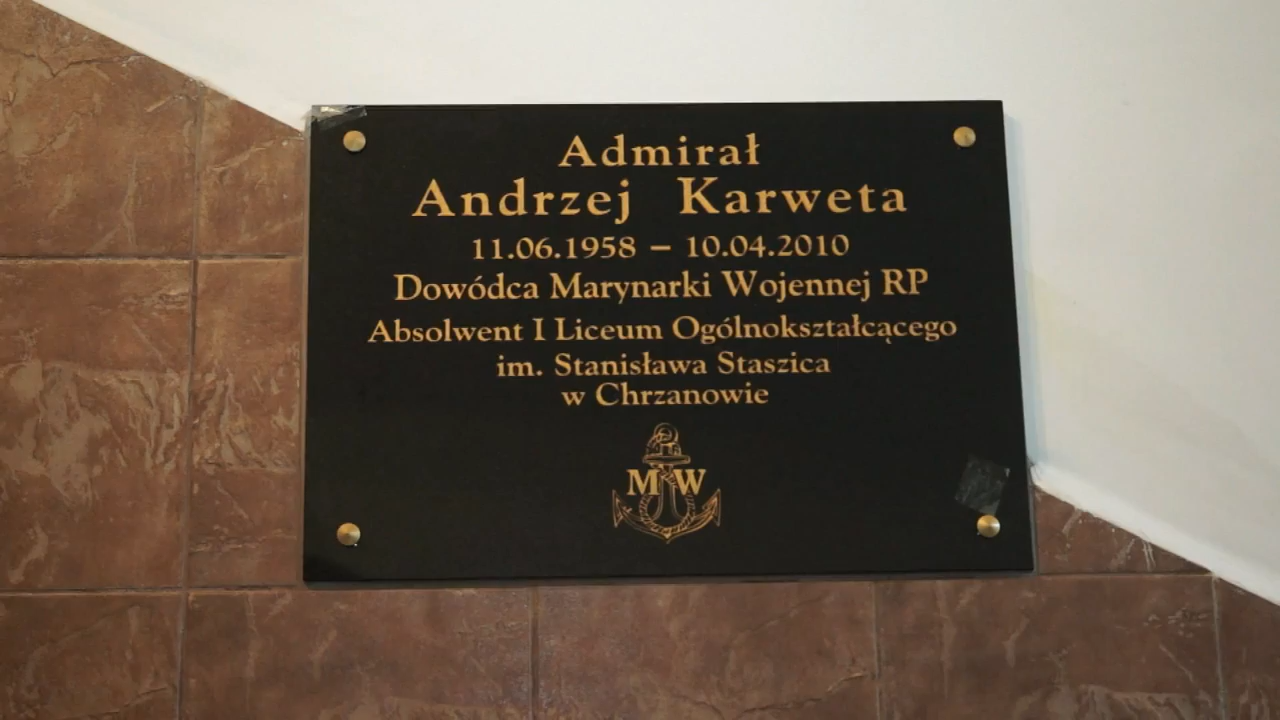 Admirał
Andrzej Karweta
11.06.1958 – 10.04.2010
Dowódca Marynarki Wojennej RP
Absolwent I Liceum Ogólnokształcącego
im. Stanisława Staszica
w Chrzanowie
MW